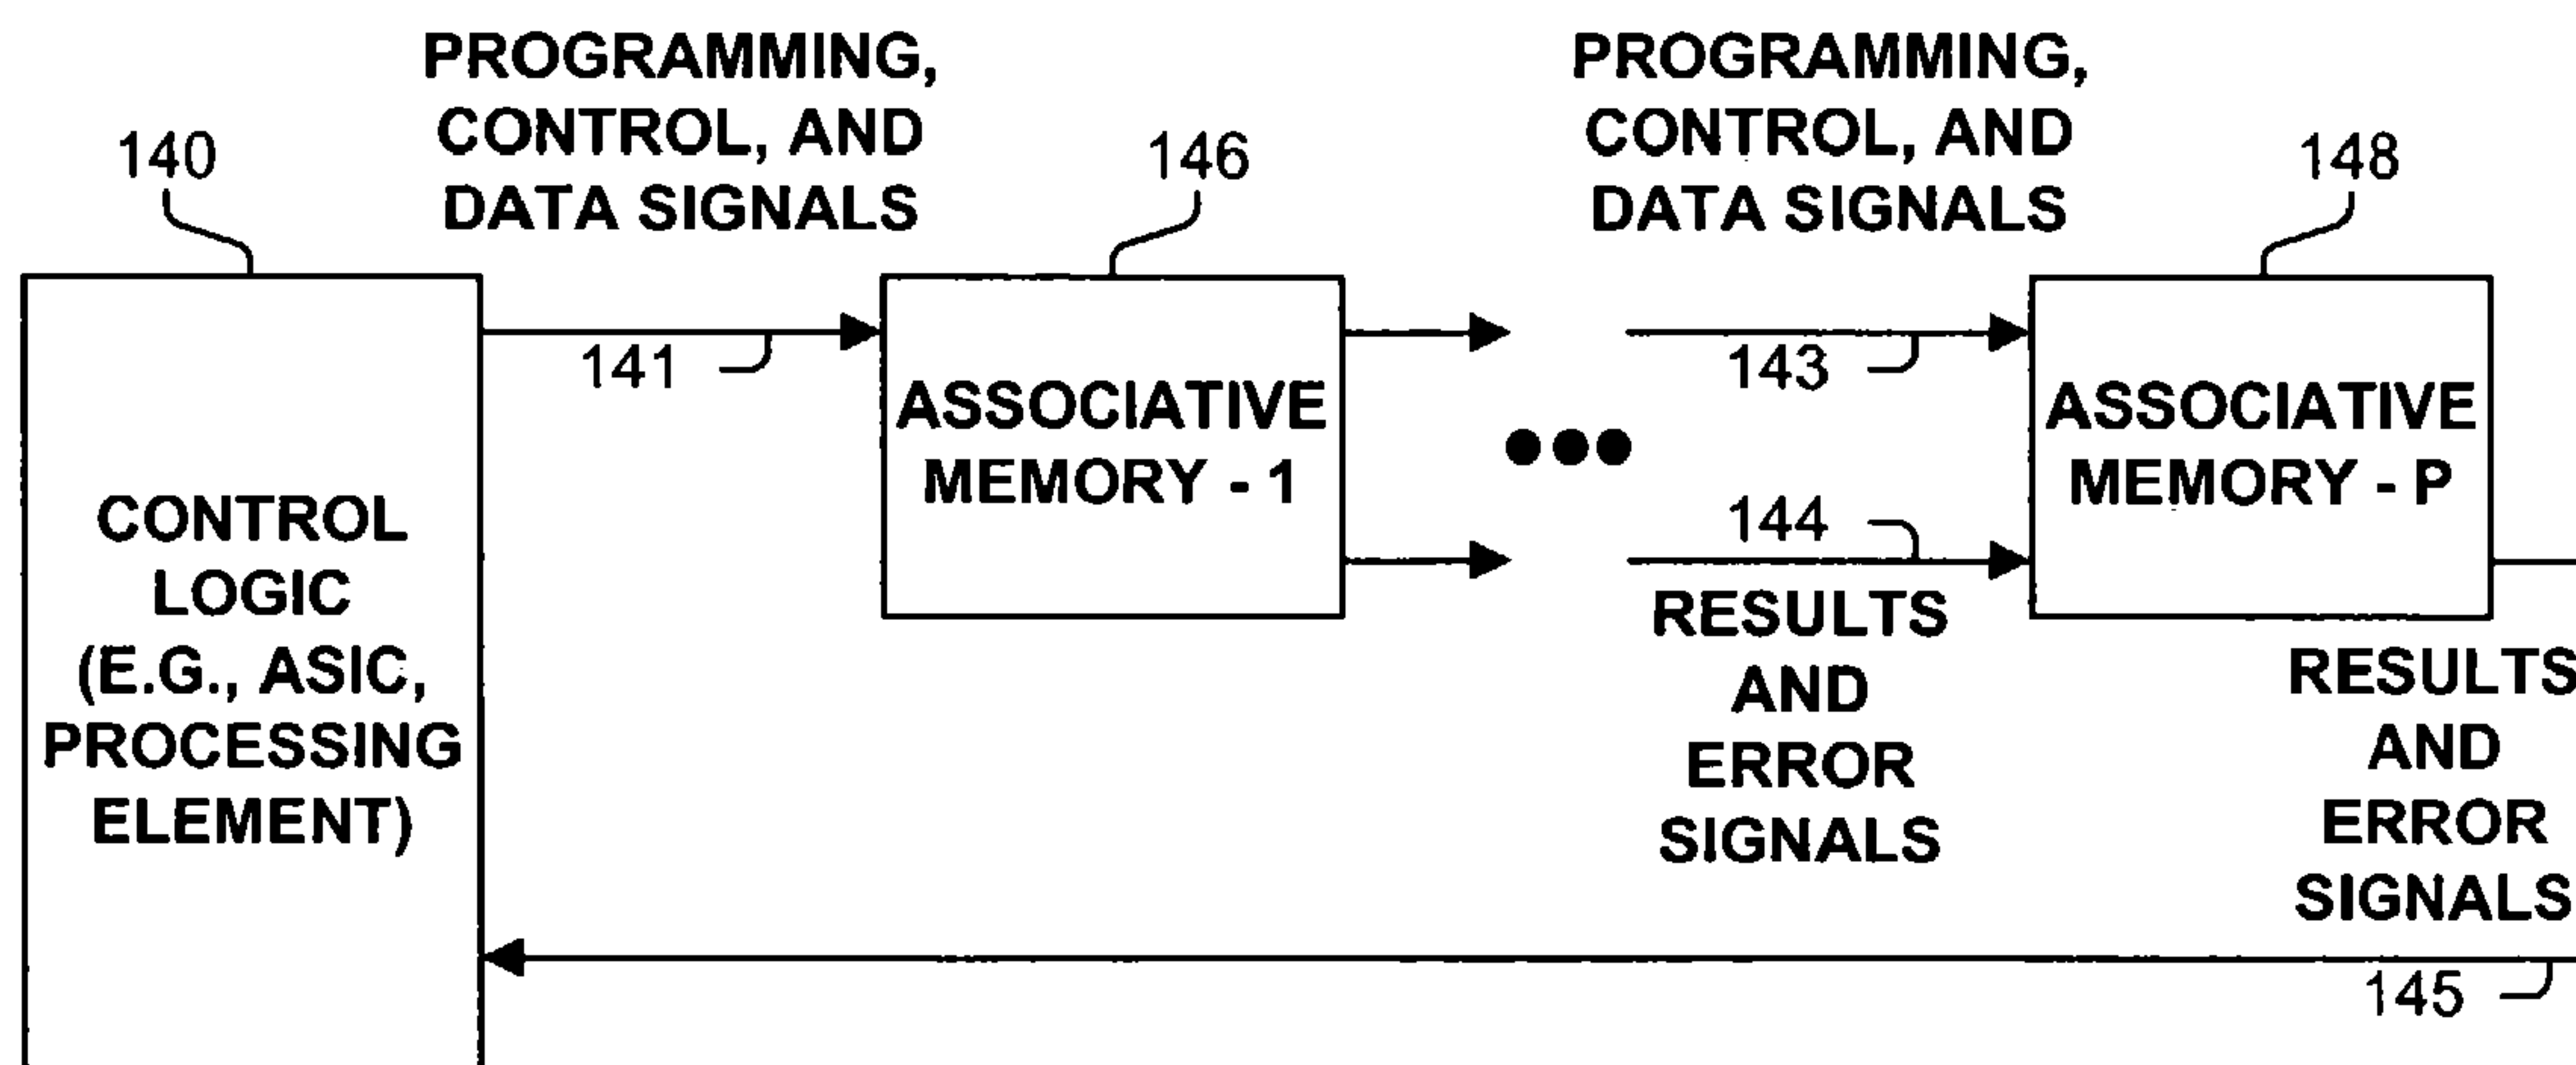 PROGRAMMING,
CONTROL, AND
DATA SIGNALS
PROGRAMMING,
CONTROL, AND
DATA SIGNALS
140
146
148
141
143
ASSOCIATIVE
MEMORY - 1
ASSOCIATIVE
MEMORY - P
144
CONTROL
LOGIC
(E.G., ASIC,
PROCESSING
ELEMENT)
RESULTS
AND
ERROR
SIGNALS
RESULTS
AND
ERROR
SIGNALS
145